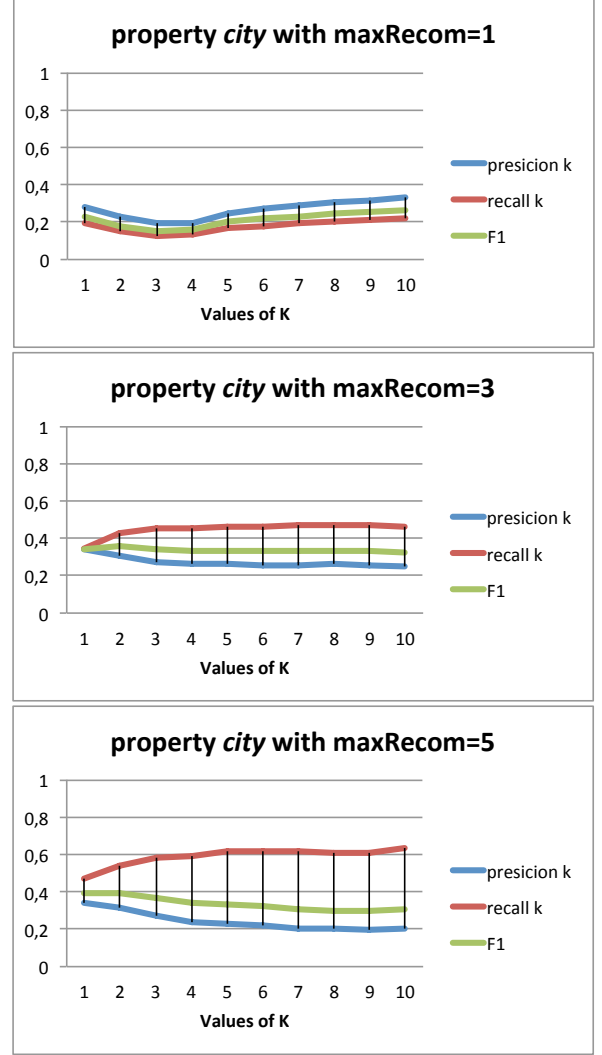 property city with maxRecom=1
1
0,8
0,6
0,4
0,2
0
1 2 3 4 5 6 7 8 9 10
Values of K
presicion k
recall k
F1
property city with maxRecom=3
1
0,8
0,6
0,4
0,2
0
1 2 3 4 5 6 7 8 9 10
Values of K
presicion k
recall k
F1
property city with maxRecom=5
1
0,8
0,6
0,4
0,2
0
1 2 3 4 5 6 7 8 9 10
Values of K
presicion k
recall k
F1